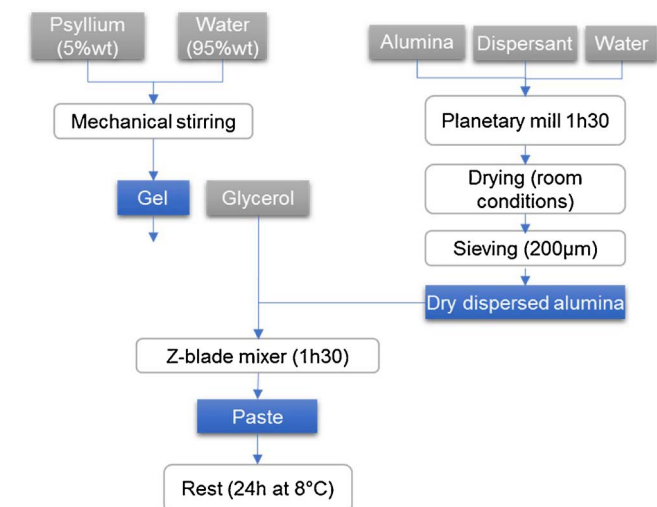 Psyllium
(5%wt)
Water
(95%wt)
Alumina
Dispersant
Water
Mechanical stirring
Planetary mill 1h30
Gel
Glycerol
Drying (room
conditions)
Sieving (200µm)
Dry dispersed alumina
Z-blade mixer (1h30)
Paste
Rest (24h at 8°C)